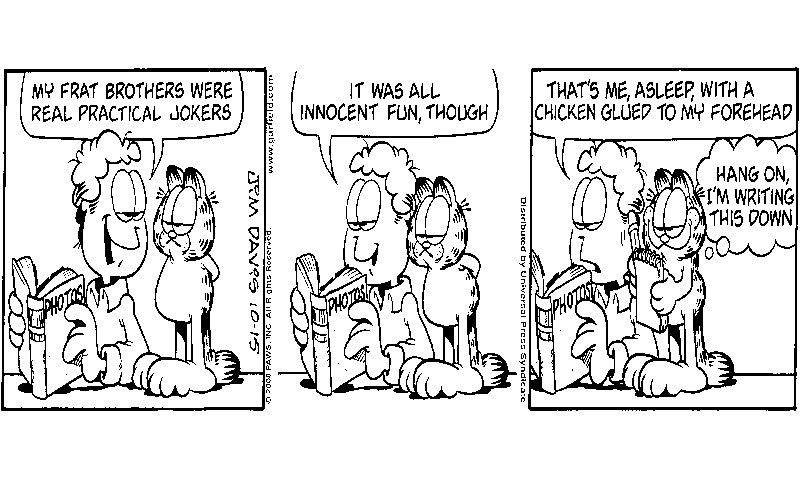 MY FRAT BROTHERS WERE
REAL PRACTICAL JOKERS
PHOTOS
JIM DAVIS 10-15
www.garfield.com
© 2000 PAWS, INC. All Rights Reserved.
IT WAS ALL
INNOCENT FUN, THOUGH
PHOTOS
Distributed by Universal Press Syndicate
THAT'S ME, ASLEEP, WITH A
CHICKEN GLUED TO MY FOREHEAD
HANG ON,
I'M WRITING
THIS DOWN
PHOTOS